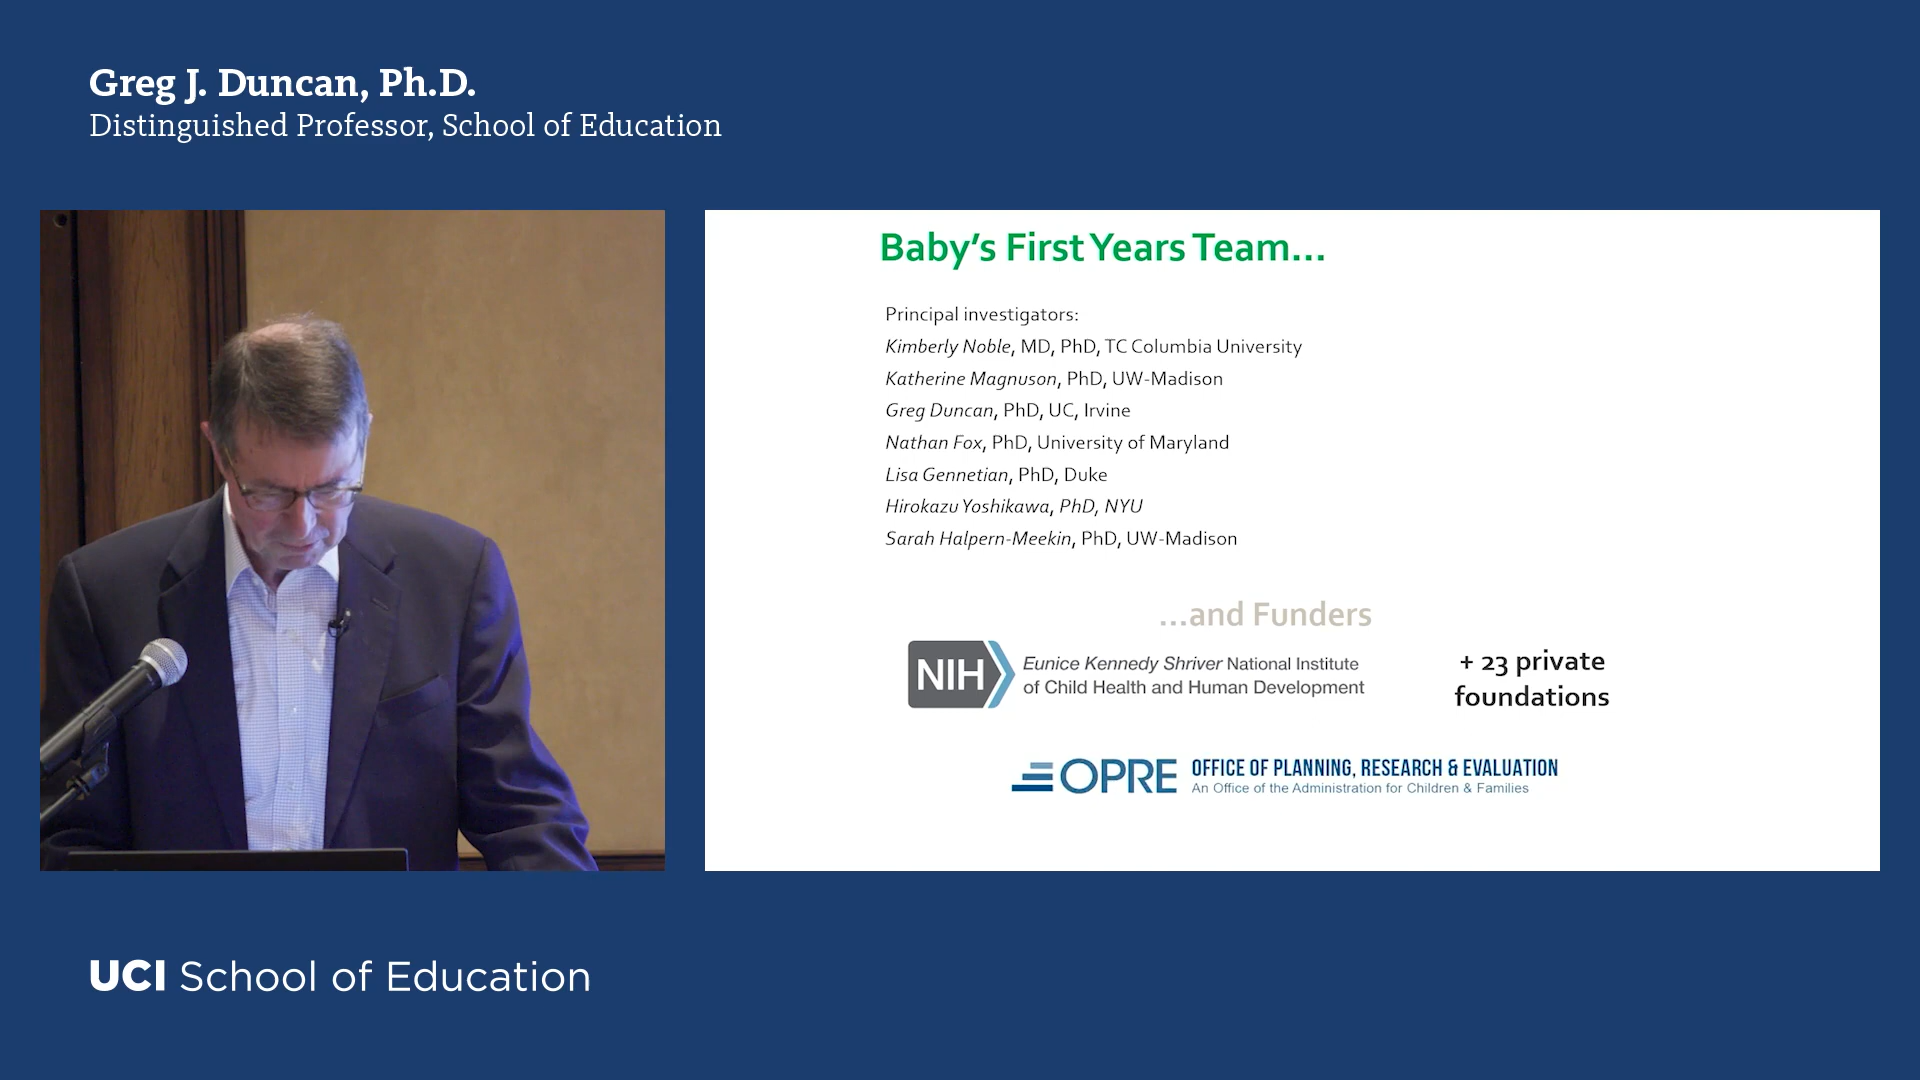 Greg J. Duncan, Ph.D.
Distinguished Professor, School of Education
Baby's First Years Team...
Principal investigators:
Kimberly Noble, MD, PhD, TC Columbia University
Katherine Magnuson, PhD, UW-Madison
Greg Duncan, PhD, UC, Irvine
Nathan Fox, PhD, University of Maryland
Lisa Gennetian, PhD, Duke
Hirokazu Yoshikawa, PhD, NYU
Sarah Halpern-Meekin, PhD, UW-Madison
...and Funders
NIH
Eunice Kennedy Shriver National Institute
of Child Health and Human Development
+ 23 private
foundations
OPRE
OFFICE OF PLANNING, RESEARCH & EVALUATION
An Office of the Administration for Children & Families
UCI School of Education